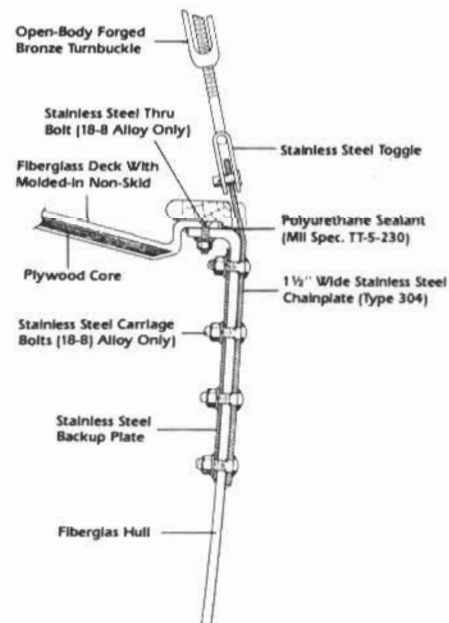 Open-Body Forged
Bronze Turnbuckle
Stainless Steel Thru
Bolt (18-8 Alloy Only)
Stainless Steel Toggle
Fiberglass Deck With
Molded-in Non-Skid
Polyurethane Sealant
(Mil Spec. TT-S-230)
Plywood Core
1½" Wide Stainless Steel
Chainplate (Type 304)
Stainless Steel Carriage
Bolts (18-8) Alloy Only)
Stainless Steel
Backup Plate
Fiberglas Hull